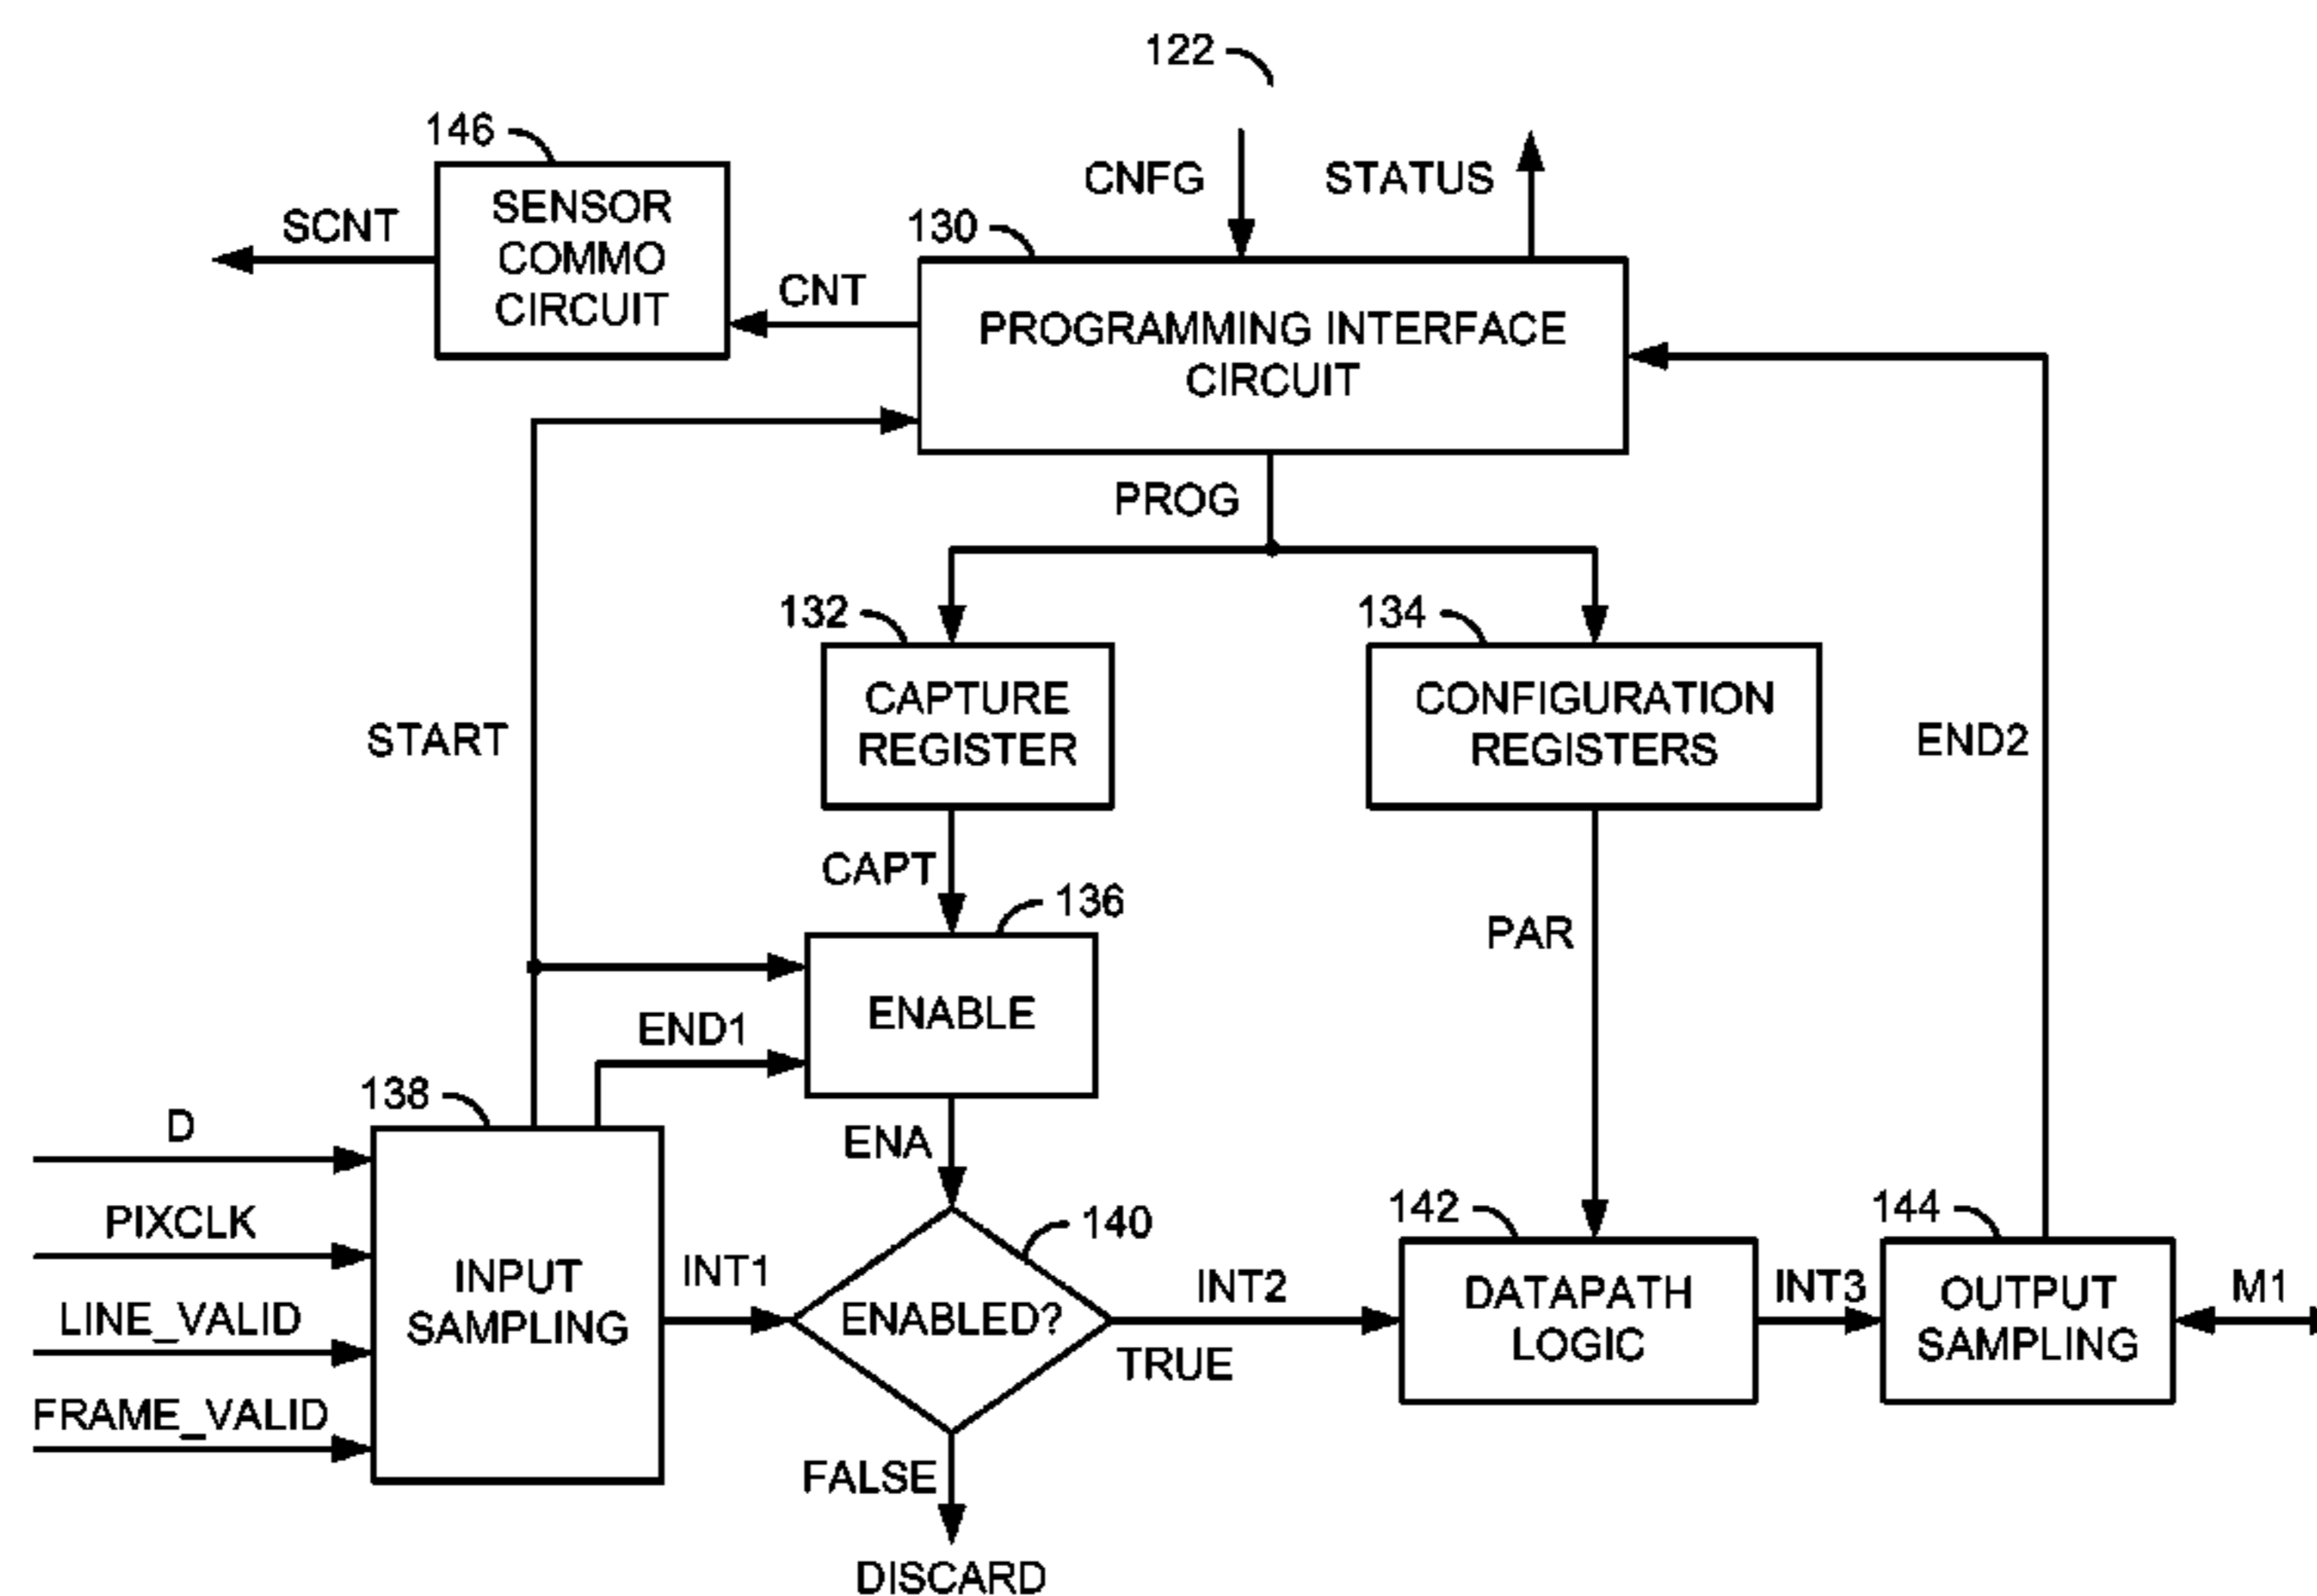 122
146
SENSOR
COMMO
CIRCUIT
SCNT
CNFG
STATUS
130
CNT
PROGRAMMING INTERFACE
CIRCUIT
PROG
132
134
CAPTURE
REGISTER
CONFIGURATION
REGISTERS
START
END2
CAPT
136
PAR
ENABLE
END1
138
D
ENA
PIXCLK
140
142
144
INPUT
SAMPLING
INT1
ENABLED?
INT2
TRUE
DATAPATH
LOGIC
INT3
OUTPUT
SAMPLING
M1
LINE_VALID
FRAME_VALID
FALSE
DISCARD